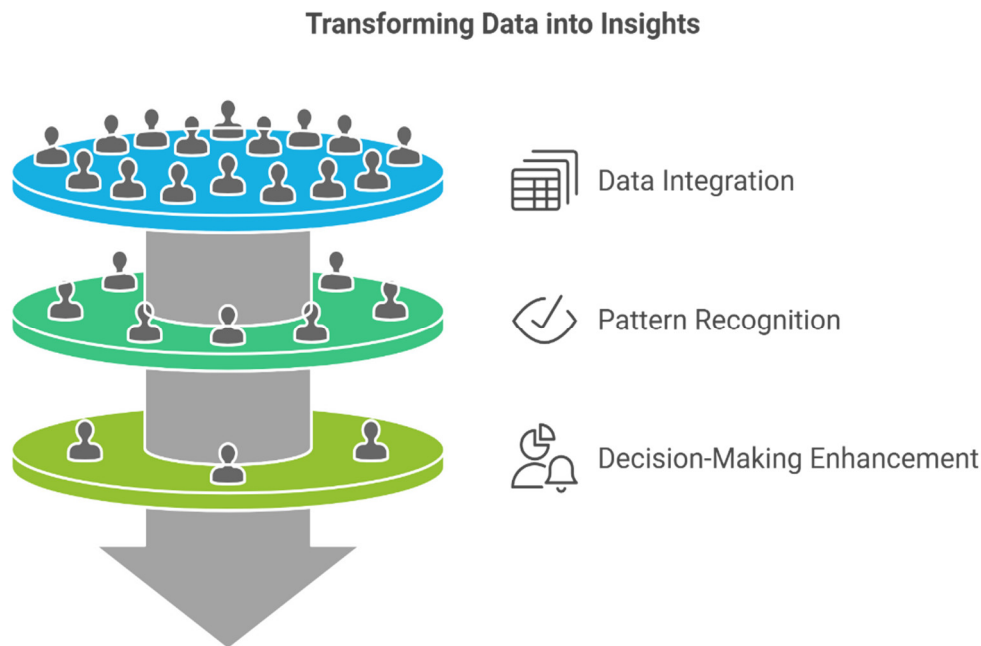 Transforming Data into Insights
Data Integration
Pattern Recognition
Decision-Making Enhancement